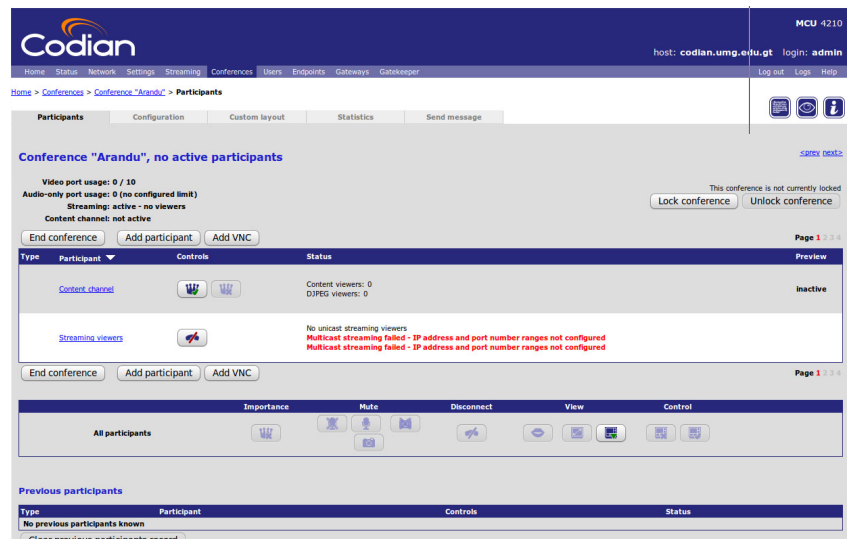 Codian
MCU 4210
host: codian.umg.edu.gt login: admin
Home Status Network Settings Streaming Conferences Users Endpoints Gateways Gatekeeper Log out Logs Help
Home > Conferences > Conference "Arandu" > Participants
Participants Configuration Custom layout Statistics Send message
Conference "Arandu", no active participants
<prev next>
Video port usage: 0 / 10
Audio-only port usage: 0 (no configured limit)
Streaming: active - no viewers
Content channel: not active
This conference is not currently locked
Lock conference Unlock conference
End conference Add participant Add VNC Page 1 2 3 4
Type Participant Controls Status Preview
Content channel Content viewers: 0 inactive
DJPEG viewers: 0
Streaming viewers No unicast streaming viewers
Multicast streaming failed - IP address and port number ranges not configured
Multicast streaming failed - IP address and port number ranges not configured
End conference Add participant Add VNC Page 1 2 3 4
Importance Mute Disconnect View Control
All participants
Previous participants
Type Participant Controls Status
No previous participants known
Clear previous participants record